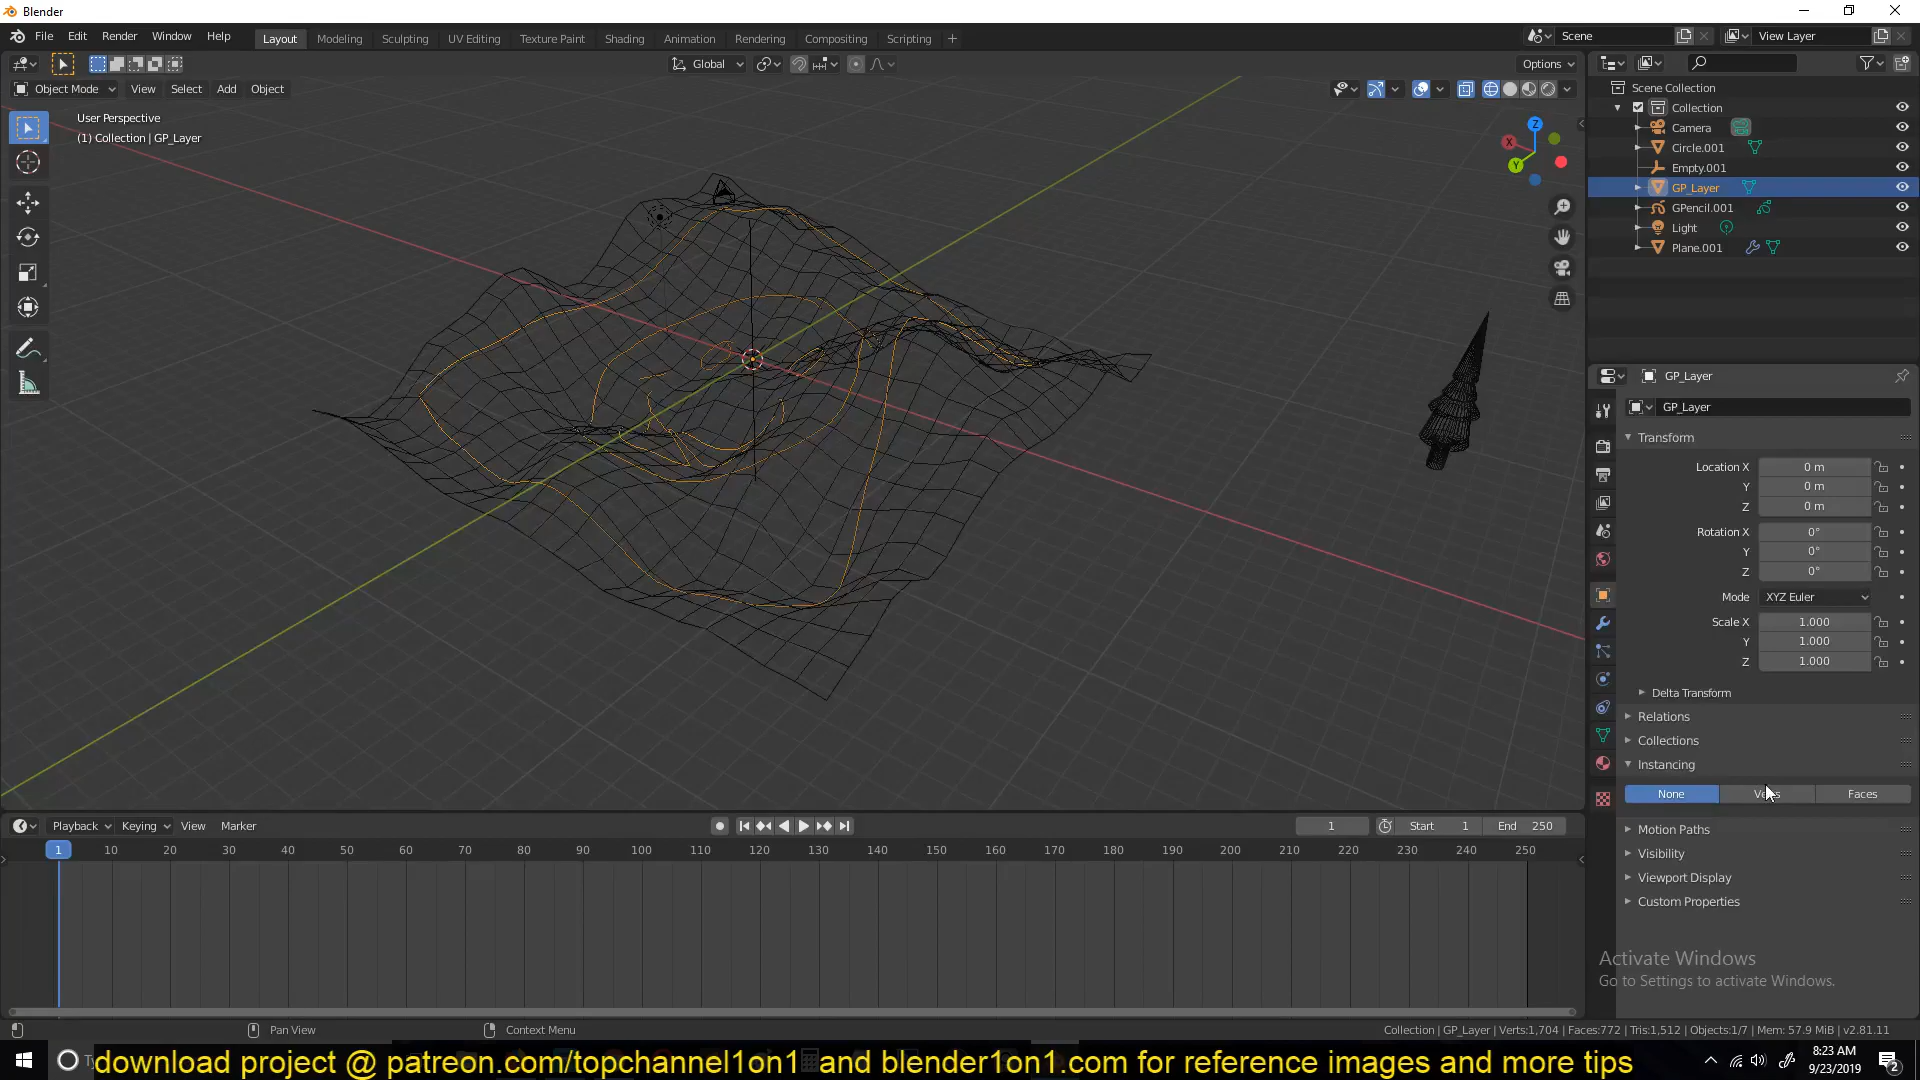 Blender
File Edit Render Window Help
Layout Modeling Sculpting UV Editing Texture Paint Shading Animation Rendering Compositing Scripting +
Scene
View Layer
Global
Options
Object Mode View Select Add Object
User Perspective
(1) Collection | GP_Layer
Z
X
Y
Scene Collection
Collection
Camera
Circle.001
Empty.001
GP_Layer
GPencil.001
Light
Plane.001
GP_Layer
GP_Layer
Transform
Location X 0 m
Y 0 m
Z 0 m
Rotation X 0°
Y 0°
Z 0°
Mode XYZ Euler
Scale X 1.000
Y 1.000
Z 1.000
Delta Transform
Relations
Collections
Instancing
None Faces
Motion Paths
Visibility
Viewport Display
Custom Properties
Playback Keying View Marker
1 Start 1 End 250
1 10 20 30 40 50 60 70 80 90 100 110 120 130 140 150 160 170 180 190 200 210 220 230 240 250
Activate Windows
Go to Settings to activate Windows.
Pan View
Context Menu
Collection | GP_Layer | Verts:1,704 | Faces:772 | Tris:1,512 | Objects:1/7 | Mem: 57.9 MiB | v2.81.11
download project @ patreon.com/topchannel1on1 and blender1on1.com for reference images and more tips
8:23 AM
9/23/2019
2